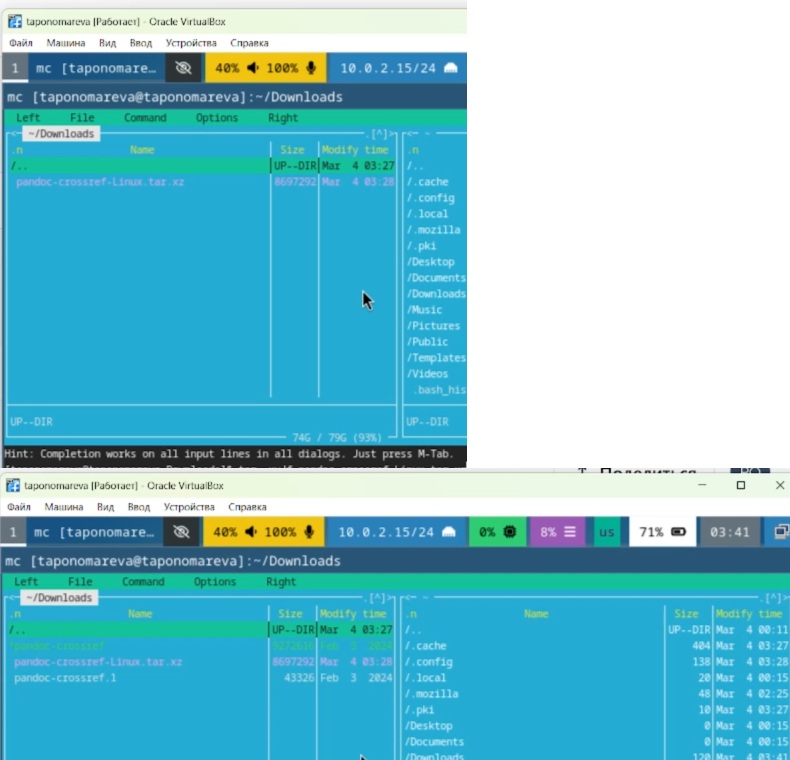 taponomareva [Работает] - Oracle VirtualBox
Файл Машина Вид Ввод Устройства Справка
1 mc [taponomare… 40% 100% 10.0.2.15/24
mc [taponomareva@taponomareva]:~/Downloads
Left File Command Options Right
<- ~/Downloads .[^]> <- ~
.n Name Size Modify time .n
/.. UP--DIR Mar 4 03:27 /..
pandoc-crossref-Linux.tar.xz 8697292 Mar 4 03:28 /.cache
/.config
/.local
/.mozilla
/.pki
/Desktop
/Documents
/Downloads
/Music
/Pictures
/Public
/Templates
/Videos
.bash_his
UP--DIR UP--DIR
74G / 79G (93%)
Hint: Completion works on all input lines in all dialogs. Just press M-Tab.
taponomareva [Работает] - Oracle VirtualBox
Файл Машина Вид Ввод Устройства Справка
1 mc [taponomare… 40% 100% 10.0.2.15/24 0% 8% us 71% 03:41
mc [taponomareva@taponomareva]:~/Downloads
Left File Command Options Right
<- ~/Downloads .[^]> <- ~ .[^]>
.n Name Size Modify time .n Name Size Modify time
/.. UP--DIR Mar 4 03:27 /.. UP--DIR Mar 4 00:11
*pandoc-crossref Feb 3 2024 /.cache 404 Mar 4 03:27
pandoc-crossref-Linux.tar.xz 8697292 Mar 4 03:28 /.config 138 Mar 4 03:28
pandoc-crossref.1 43326 Feb 3 2024 /.local 20 Mar 4 00:15
/.mozilla 48 Mar 4 02:25
/.pki 10 Mar 4 03:27
/Desktop 0 Mar 4 00:15
/Documents 0 Mar 4 00:15
/Downloads 120 Mar 4 03:41